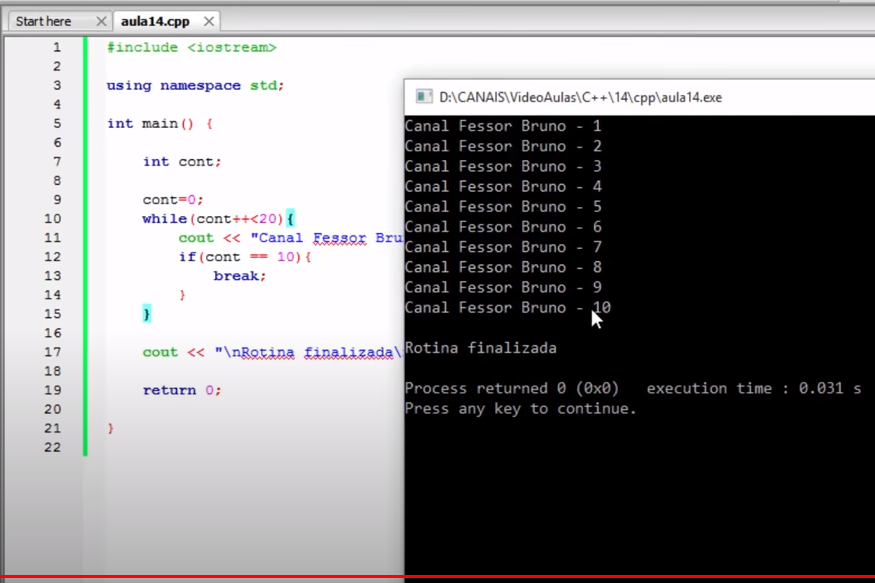 Start here
aula14.cpp
1 #include <iostream>
2
3 using namespace std;
4
5 int main() {
6
7 int cont;
8
9 cont=0;
10 while(cont++<20){
11 cout << "Canal Fessor Bru
12 if(cont == 10){
13 break;
14 }
15 }
16
17 cout << "\nRotina finalizada\
18
19 return 0;
20
21 }
22
D:\CANAIS\VideoAulas\C++\14\cpp\aula14.exe
Canal Fessor Bruno - 1
Canal Fessor Bruno - 2
Canal Fessor Bruno - 3
Canal Fessor Bruno - 4
Canal Fessor Bruno - 5
Canal Fessor Bruno - 6
Canal Fessor Bruno - 7
Canal Fessor Bruno - 8
Canal Fessor Bruno - 9
Canal Fessor Bruno - 10
Rotina finalizada
Process returned 0 (0x0) execution time : 0.031 s
Press any key to continue.